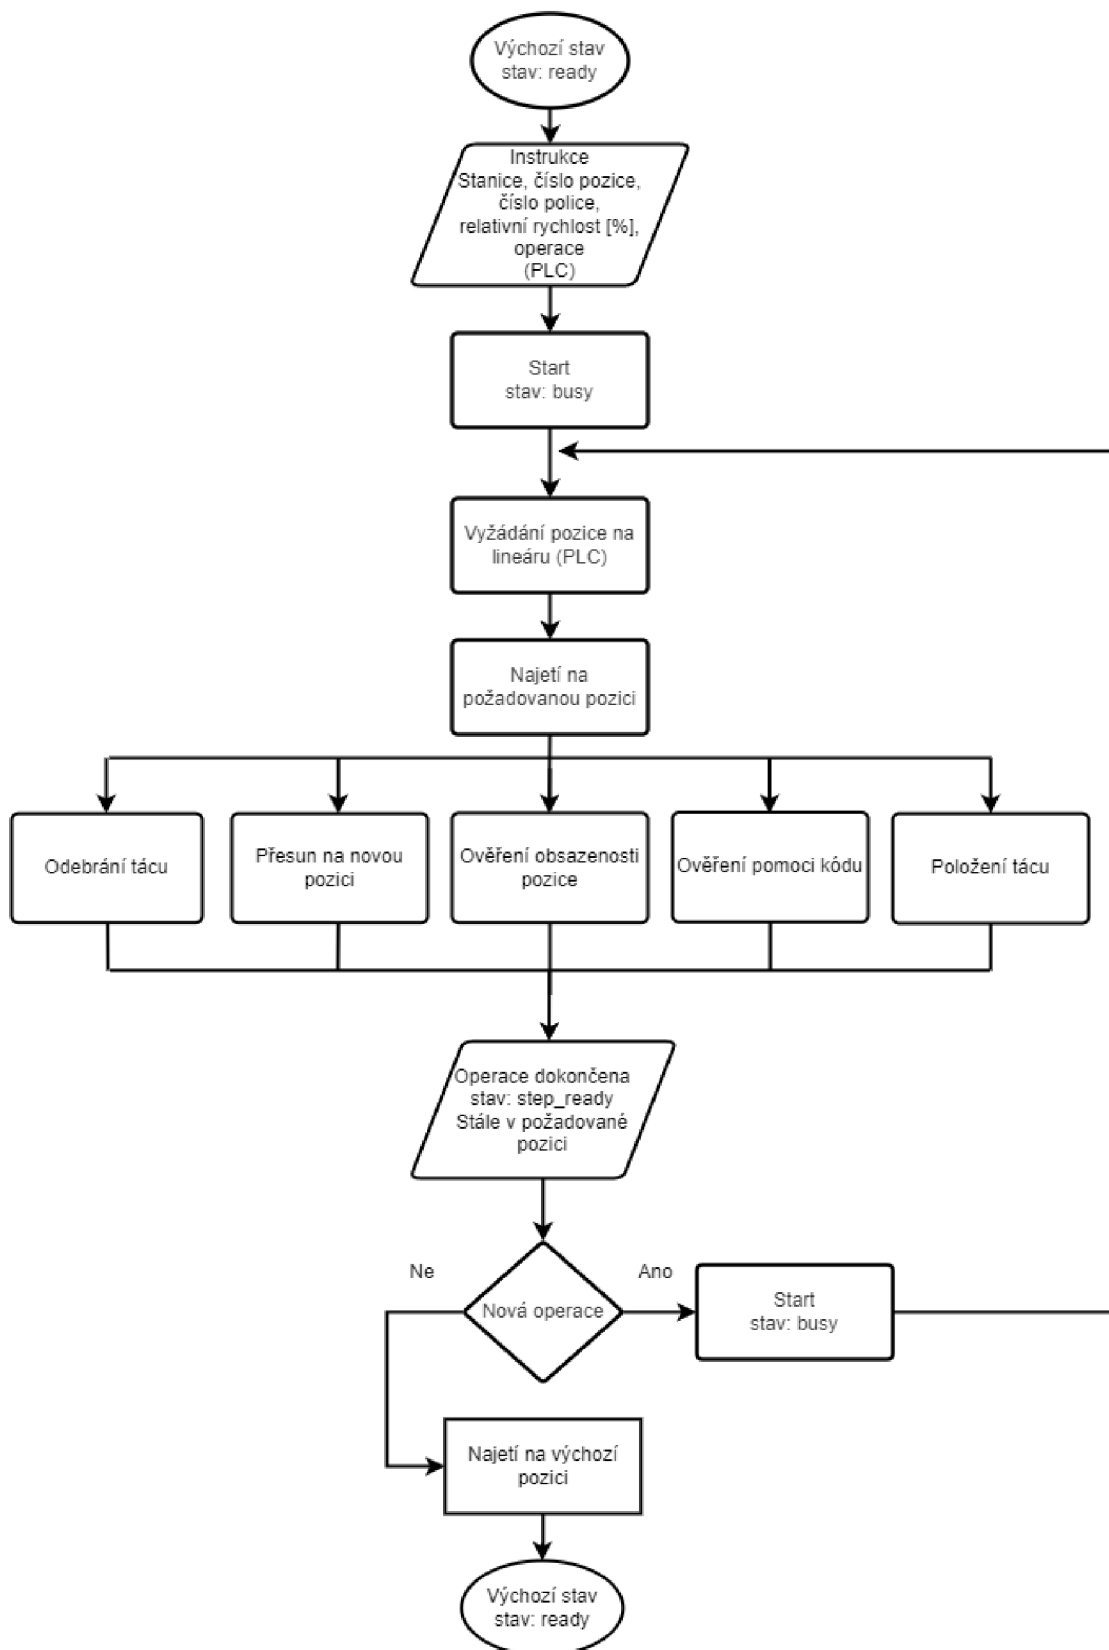 Výchozí stav
stav: ready
Instrukce
Stanice, číslo pozice,
číslo police,
relativní rychlost [%],
operace
(PLC)
Start
stav: busy
Vyžádání pozice na
lineáru (PLC)
Najetí na
požadovanou pozici
Odebrání tácu
Přesun na novou
pozici
Ověření obsazenosti
pozice
Ověření pomoci kódu
Položení tácu
Operace dokončena
stav: step_ready
Stále v požadované
pozici
Ne
Ano
Nová operace
Start
stav: busy
Najetí na výchozí
pozici
Výchozí stav
stav: ready